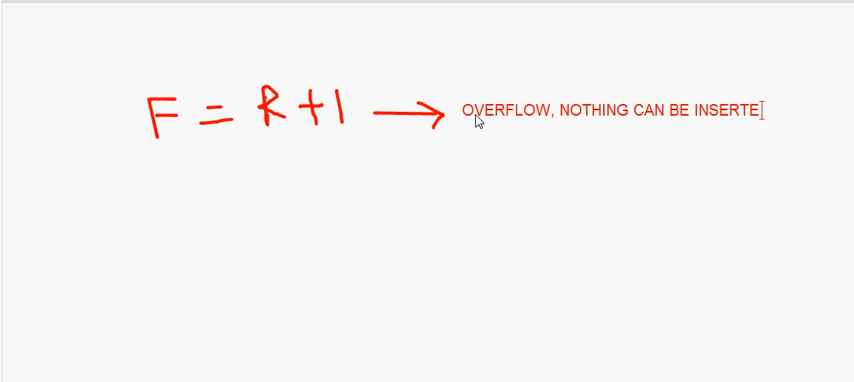 F = R + 1 → OVERFLOW, NOTHING CAN BE INSERTE